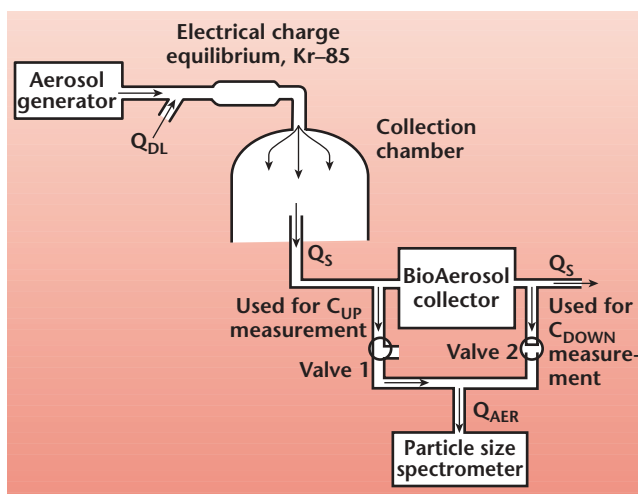 Electrical charge
equilibrium, Kr–85
Aerosol
generator
QDL
Collection
chamber
QS
BioAerosol
collector
QS
Used for CUP
measurement
Valve 1
Used for
CDOWN
measure-
ment
Valve 2
QAER
Particle size
spectrometer